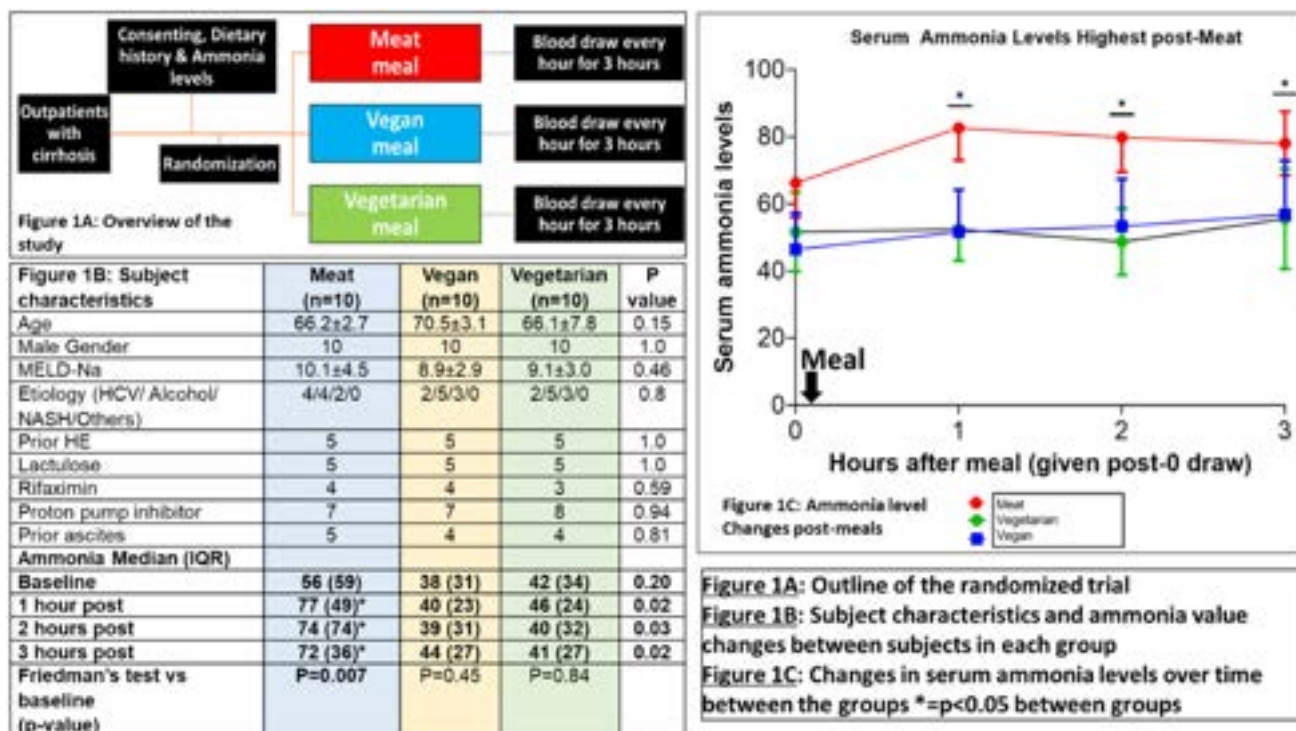 Consenting, Dietary
history & Ammonia
levels
Outpatients
with
cirrhosis
Randomization
Meat
meal
Blood draw every
hour for 3 hours
Vegan
meal
Blood draw every
hour for 3 hours
Vegetarian
meal
Blood draw every
hour for 3 hours
Figure 1A: Overview of the
study
Figure 1B: Subject Meat Vegan Vegetarian P
characteristics (n=10) (n=10) (n=10) value
Age 66.2±2.7 70.5±3.1 66.1±7.8 0.15
Male Gender 10 10 10 1.0
MELD-Na 10.1±4.5 8.9±2.9 9.1±3.0 0.46
Etiology (HCV/ Alcohol/ 4/4/2/0 2/5/3/0 2/5/3/0 0.8
NASH/Others)
Prior HE 5 5 5 1.0
Lactulose 5 5 5 1.0
Rifaximin 4 4 3 0.59
Proton pump inhibitor 7 7 8 0.94
Prior ascites 5 4 4 0.81
Ammonia Median (IQR)
Baseline 56 (59) 38 (31) 42 (34) 0.20
1 hour post 77 (49)* 40 (23) 46 (24) 0.02
2 hours post 74 (74)* 39 (31) 40 (32) 0.03
3 hours post 72 (36)* 44 (27) 41 (27) 0.02
Friedman's test vs P=0.007 P=0.45 P=0.84
baseline
(p-value)
Serum Ammonia Levels Highest post-Meat
Serum ammonia levels
100
80
60
40
20
0
* * *
Meal
0 1 2 3
Hours after meal (given post-0 draw)
Figure 1C: Ammonia level
Changes post-meals
Meat
Vegetarian
Vegan
Figure 1A: Outline of the randomized trial
Figure 1B: Subject characteristics and ammonia value
changes between subjects in each group
Figure 1C: Changes in serum ammonia levels over time
between the groups *=p<0.05 between groups